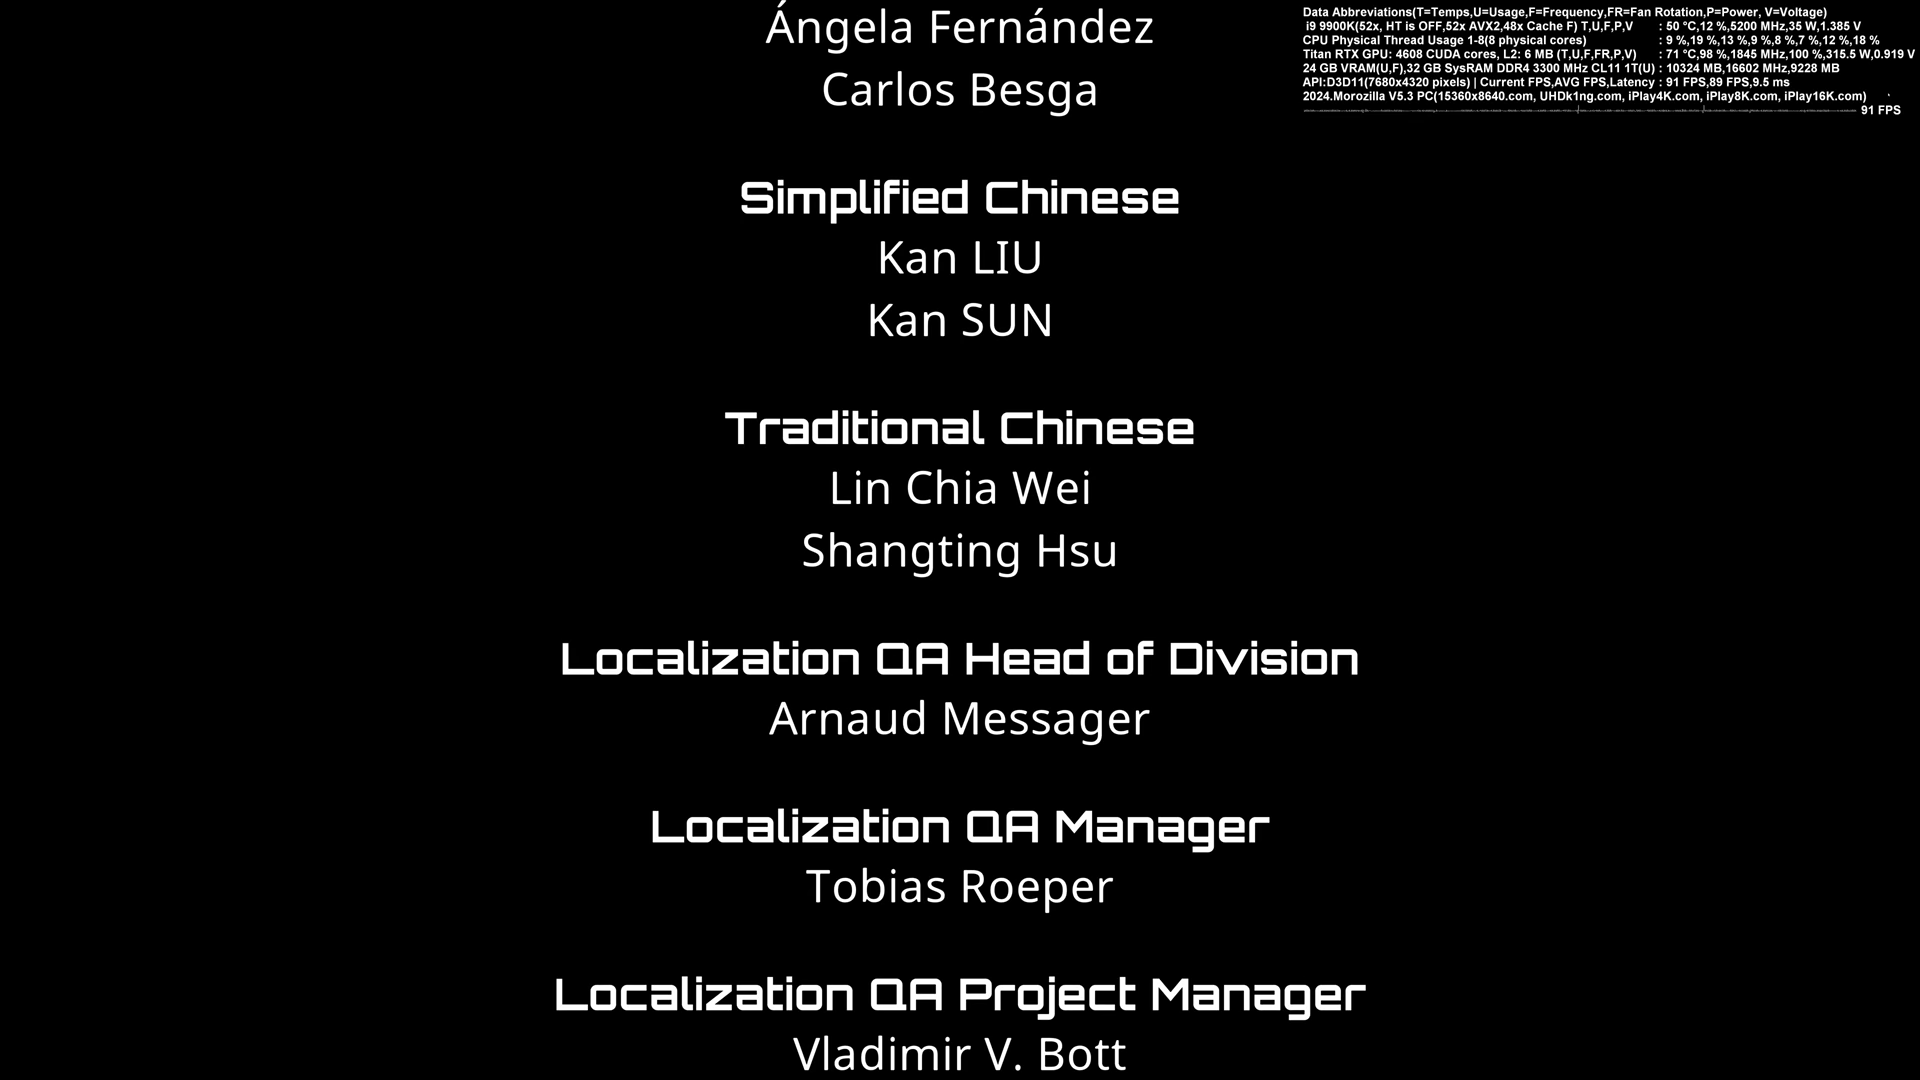 Ángela Fernández
Carlos Besga
Simplified Chinese
Kan LIU
Kan SUN
Traditional Chinese
Lin Chia Wei
Shangting Hsu
Localization QA Head of Division
Arnaud Messager
Localization QA Manager
Tobias Roeper
Localization QA Project Manager
Vladimir V. Bott
Data Abbreviations(T=Temps,U=Usage,F=Frequency,FR=Fan Rotation,P=Power, V=Voltage)
i9 9900K(52x, HT is OFF,52x AVX2,48x Cache F) T,U,F,P,V : 50 °C,12 %,5200 MHz,35 W,1.385 V
CPU Physical Thread Usage 1-8(8 physical cores) : 9 %,19 %,13 %,9 %,8 %,7 %,12 %,18 %
Titan RTX GPU: 4608 CUDA cores, L2: 6 MB (T,U,F,FR,P,V) : 71 °C,98 %,1845 MHz,100 %,315.5 W,0.919 V
24 GB VRAM(U,F),32 GB SysRAM DDR4 3300 MHz CL11 1T(U) : 10324 MB,16602 MHz,9228 MB
API:D3D11(7680x4320 pixels) | Current FPS,AVG FPS,Latency : 91 FPS,89 FPS,9.5 ms
2024.Morozilla V5.3 PC(15360x8640.com, UHDk1ng.com, iPlay4K.com, iPlay8K.com, iPlay16K.com)
91 FPS